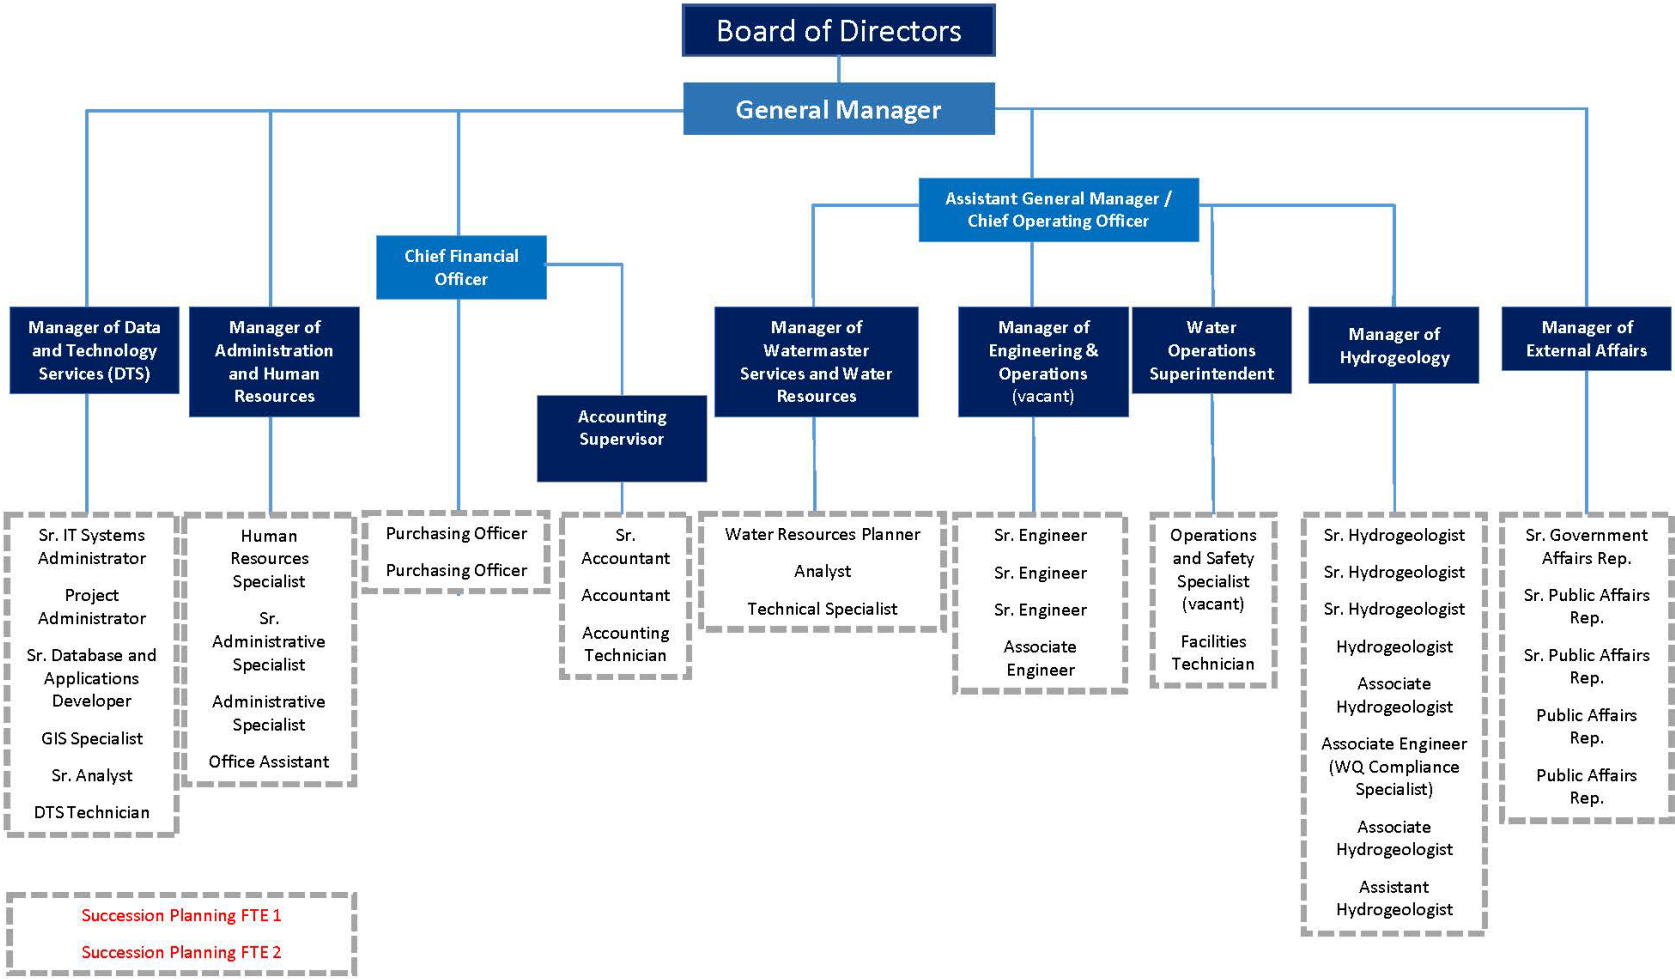 Board of Directors
General Manager
Assistant General Manager /
Chief Operating Officer
Chief Financial
Officer
Manager of Data
and Technology
Services (DTS)
Manager of
Administration
and Human
Resources
Accounting
Supervisor
Manager of
Watermaster
Services and Water
Resources
Manager of
Engineering &
Operations
(vacant)
Water
Operations
Superintendent
Manager of
Hydrogeology
Manager of
External Affairs
Sr. IT Systems
Administrator
Project
Administrator
Sr. Database and
Applications
Developer
GIS Specialist
Sr. Analyst
DTS Technician
Human
Resources
Specialist
Sr.
Administrative
Specialist
Administrative
Specialist
Office Assistant
Purchasing Officer
Purchasing Officer
Sr.
Accountant
Accountant
Accounting
Technician
Water Resources Planner
Analyst
Technical Specialist
Sr. Engineer
Sr. Engineer
Sr. Engineer
Associate
Engineer
Operations
and Safety
Specialist
(vacant)
Facilities
Technician
Sr. Hydrogeologist
Sr. Hydrogeologist
Sr. Hydrogeologist
Hydrogeologist
Associate
Hydrogeologist
Associate Engineer
(WQ Compliance
Specialist)
Associate
Hydrogeologist
Assistant
Hydrogeologist
Sr. Government
Affairs Rep.
Sr. Public Affairs
Rep.
Sr. Public Affairs
Rep.
Public Affairs
Rep.
Public Affairs
Rep.
Succession Planning FTE 1
Succession Planning FTE 2